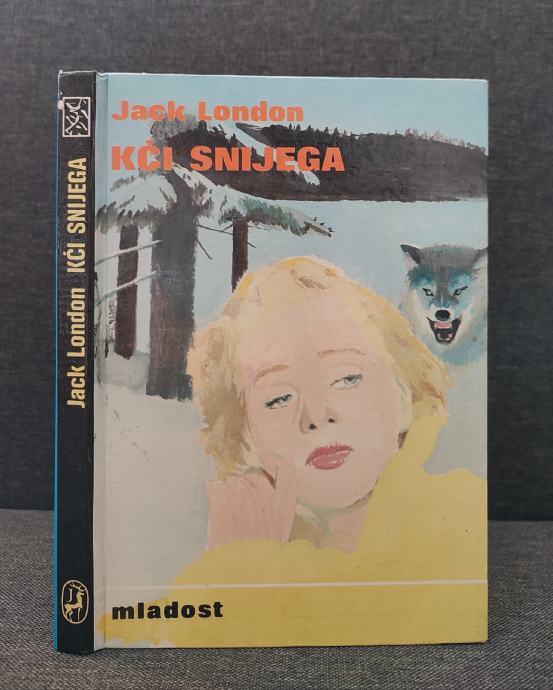 Jack London
KĆI SNIJEGA
mladost
Jack London KĆI SNIJEGA
J